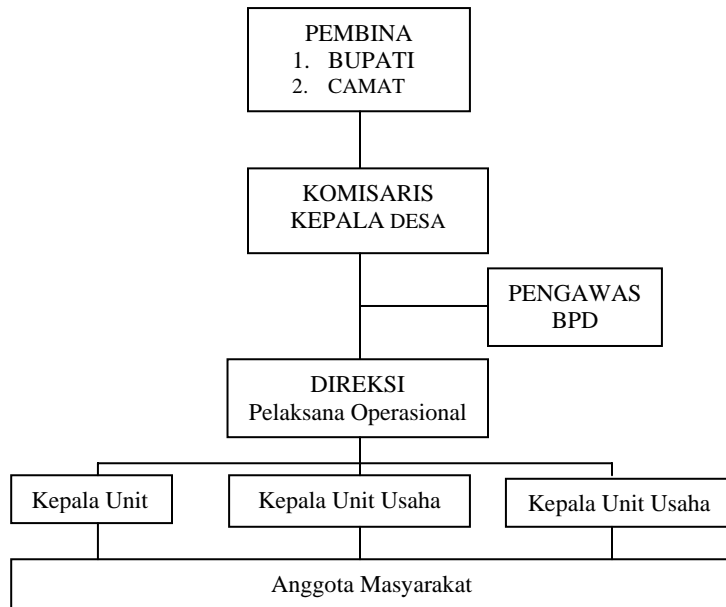 PEMBINA
1. BUPATI
2. CAMAT
KOMISARIS
KEPALA DESA
PENGAWAS
BPD
DIREKSI
Pelaksana Operasional
Kepala Unit
Kepala Unit Usaha
Kepala Unit Usaha
Anggota Masyarakat